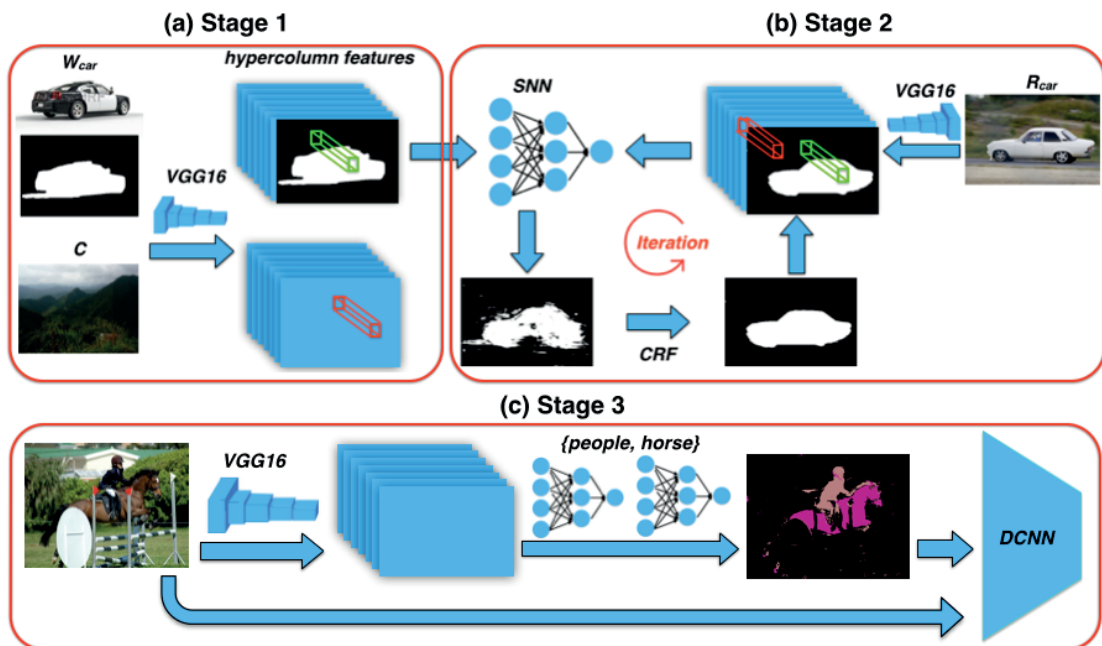 (a) Stage 1
W_car
hypercolumn features
VGG16
C
(b) Stage 2
SNN
VGG16
R_car
Iteration
CRF
(c) Stage 3
VGG16
{people, horse}
DCNN